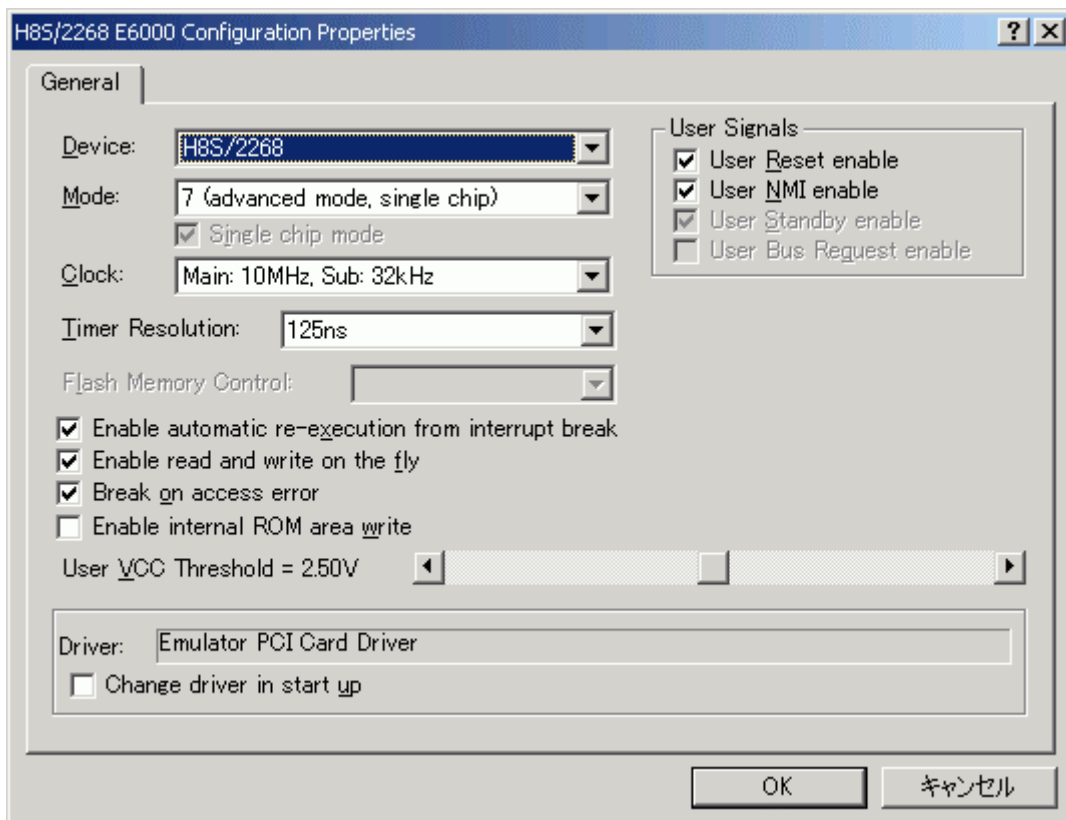 H8S/2268 E6000 Configuration Properties
General
Device:
H8S/2268
Mode:
7 (advanced mode, single chip)
Single chip mode
Clock:
Main: 10MHz, Sub: 32kHz
Timer Resolution:
125ns
Flash Memory Control:
Enable automatic re-execution from interrupt break
Enable read and write on the fly
Break on access error
Enable internal ROM area write
User VCC Threshold = 2.50V
User Signals
User Reset enable
User NMI enable
User Standby enable
User Bus Request enable
Driver:
Emulator PCI Card Driver
Change driver in start up
OK
キャンセル